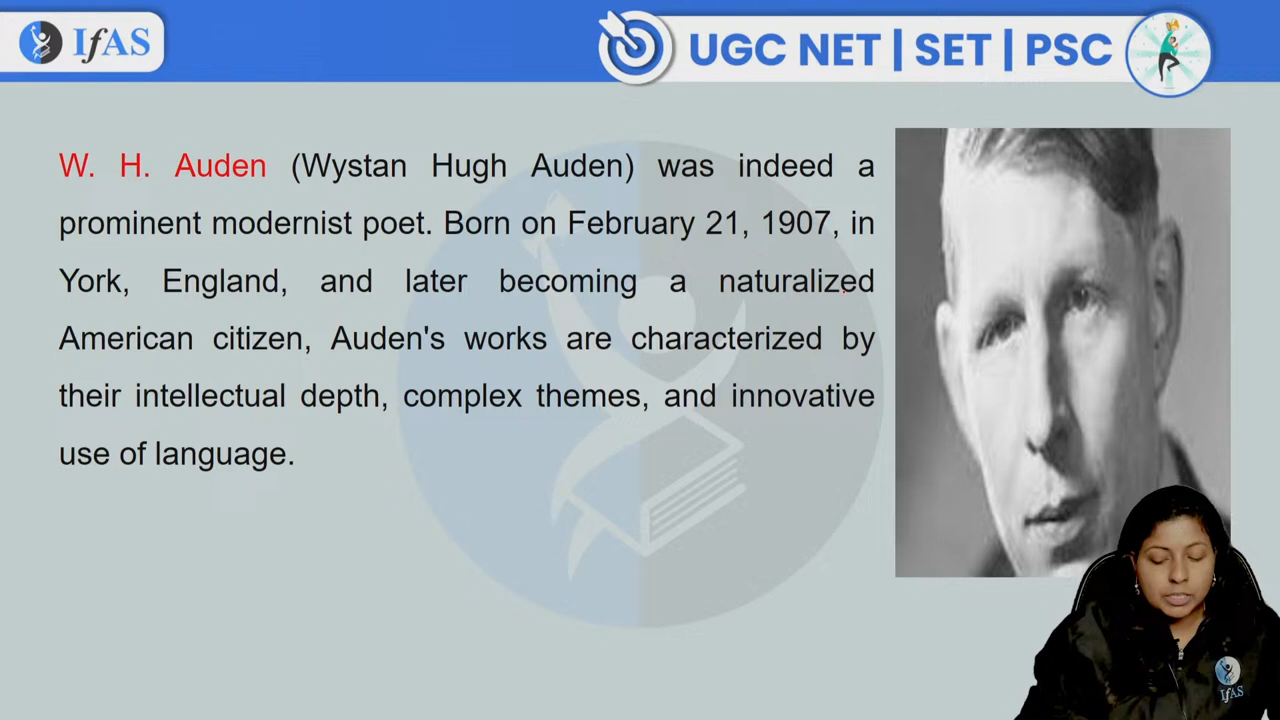 IfAS
UGC NET | SET | PSC
W. H. Auden (Wystan Hugh Auden) was indeed a
prominent modernist poet. Born on February 21, 1907, in
York, England, and later becoming a naturalized
American citizen, Auden's works are characterized by
their intellectual depth, complex themes, and innovative
use of language.
IfAS